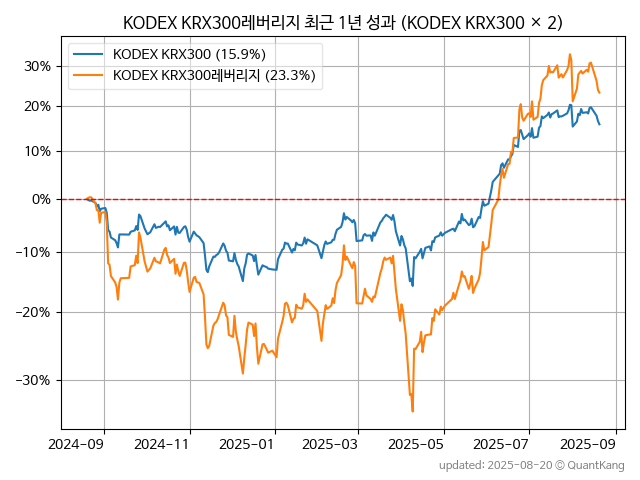 KODEX KRX300레버리지 최근 1년 성과 (KODEX KRX300 × 2)
KODEX KRX300 (15.9%)
KODEX KRX300레버리지 (23.3%)
30%
20%
10%
0%
−10%
−20%
−30%
2024-09 2024-11 2025-01 2025-03 2025-05 2025-07 2025-09
updated: 2025-08-20 © QuantKang